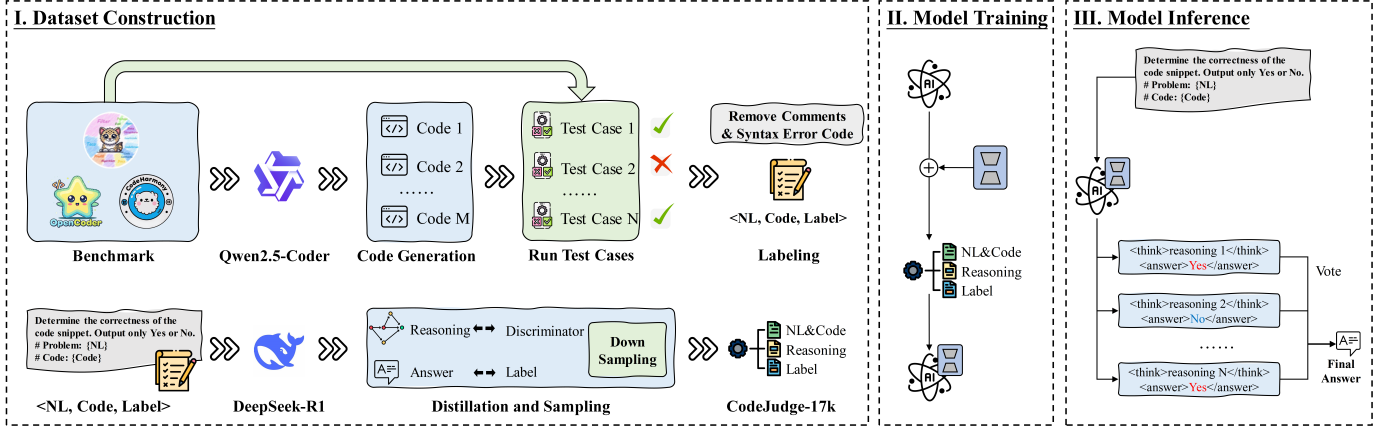 I. Dataset Construction
OpenCoder
CodeHarmony
Benchmark
Qwen2.5-Coder
Code 1
Code 2
......
Code M
Code Generation
Test Case 1
Test Case 2
......
Test Case N
Run Test Cases
Remove Comments
& Syntax Error Code
<NL, Code, Label>
Labeling
Determine the correctness of the
code snippet. Output only Yes or No.
# Problem: {NL}
# Code: {Code}
<NL, Code, Label>
DeepSeek-R1
Reasoning
Discriminator
Answer
Label
Down
Sampling
Distillation and Sampling
NL&Code
Reasoning
Label
CodeJudge-17k
II. Model Training
AI
NL&Code
Reasoning
Label
AI
III. Model Inference
Determine the correctness of the
code snippet. Output only Yes or No.
# Problem: {NL}
# Code: {Code}
AI
<think>reasoning 1</think>
<answer>Yes</answer>
<think>reasoning 2</think>
<answer>No</answer>
......
<think>reasoning N</think>
<answer>Yes</answer>
Vote
Final
Answer